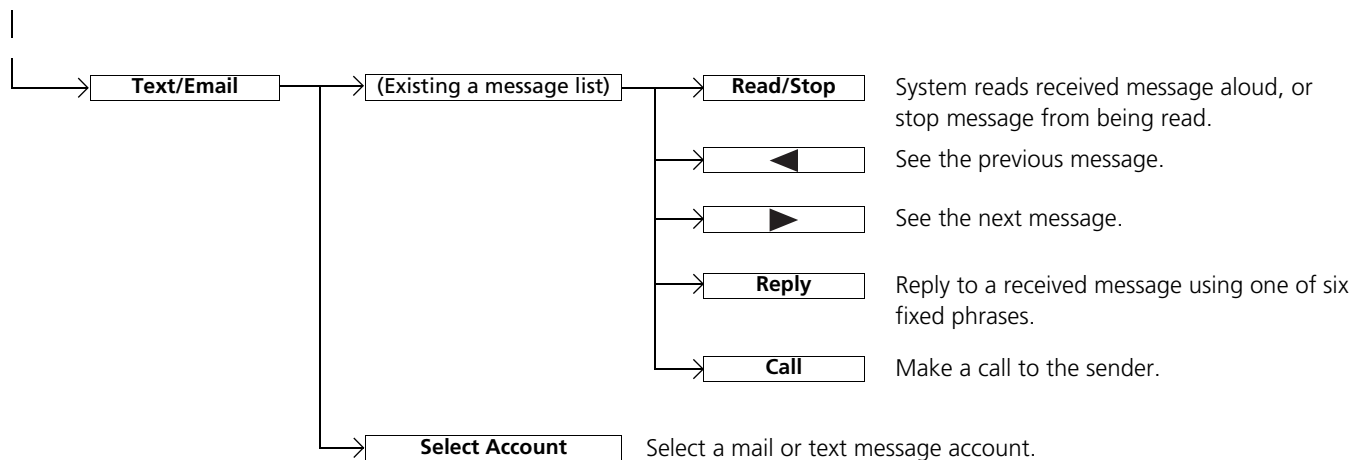 Text/Email
(Existing a message list)
Read/Stop
System reads received message aloud, or
stop message from being read.
See the previous message.
See the next message.
Reply
Reply to a received message using one of six
fixed phrases.
Call
Make a call to the sender.
Select Account
Select a mail or text message account.